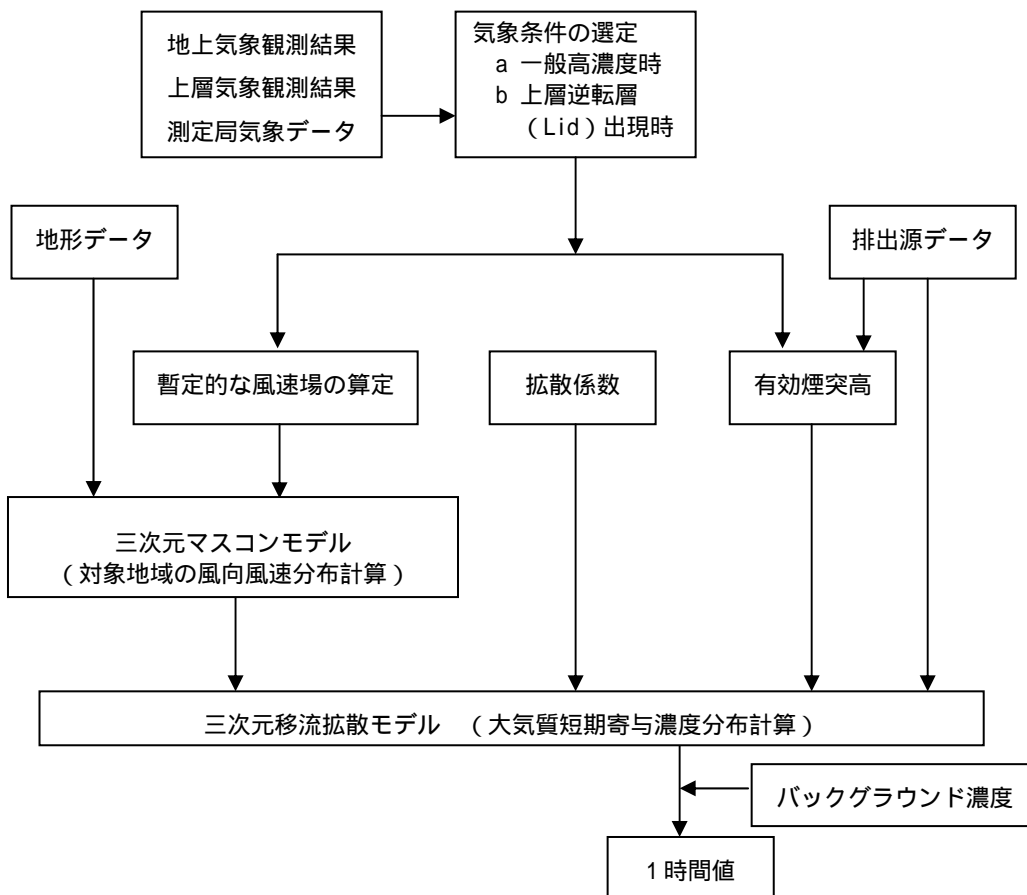 地上気象観測結果
上層気象観測結果
測定局気象データ
気象条件の選定
a 一般高濃度時
b 上層逆転層
（Lid）出現時
地形データ
排出源データ
暫定的な風速場の算定
拡散係数
有効煙突高
三次元マスコンモデル
（対象地域の風向風速分布計算）
三次元移流拡散モデル （大気質短期寄与濃度分布計算）
バックグラウンド濃度
1時間値